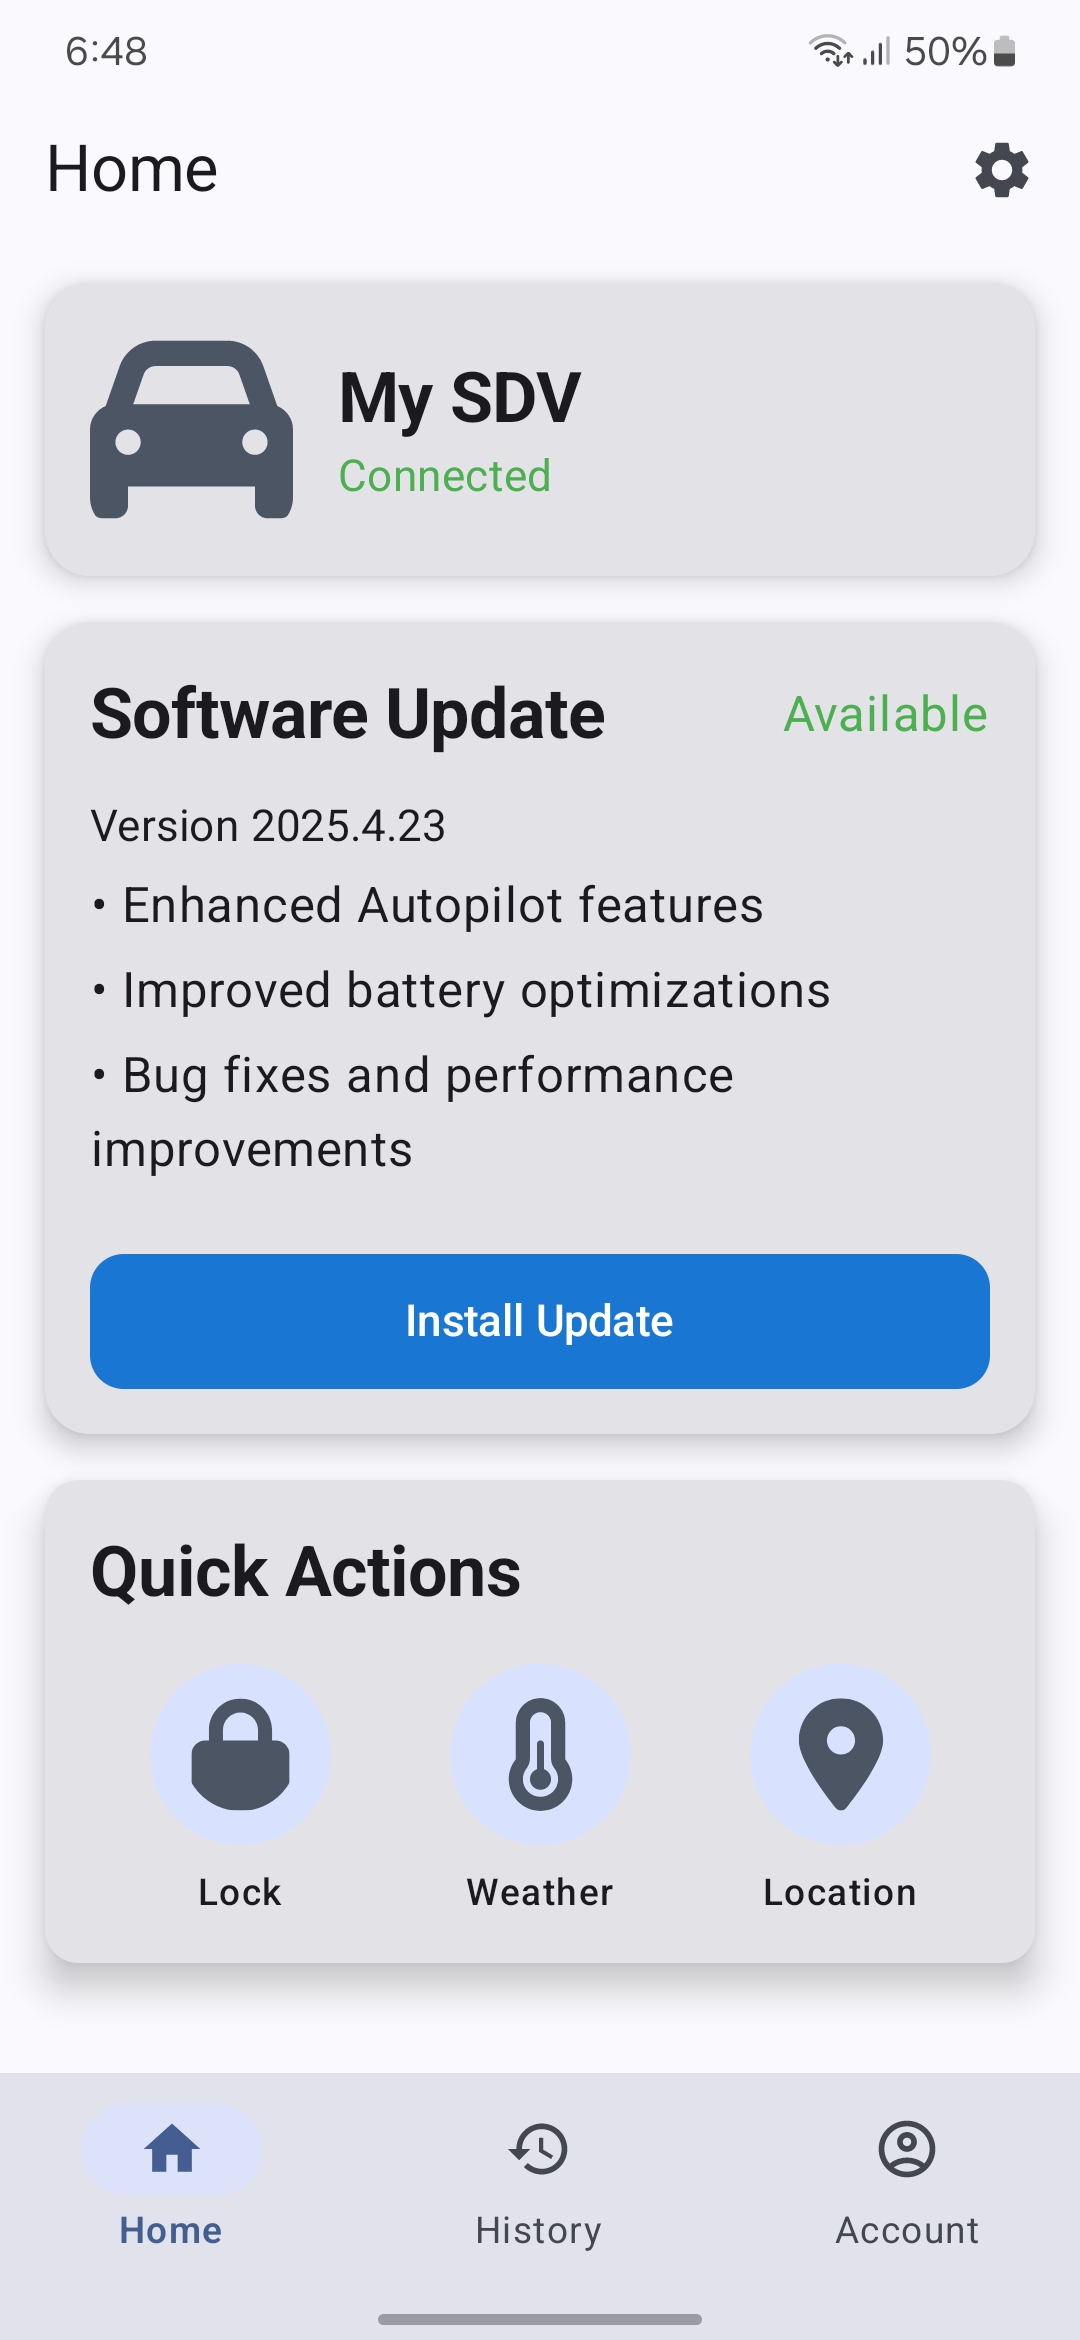 6:48
50%
Home
My SDV
Connected
Software Update
Available
Version 2025.4.23
• Enhanced Autopilot features
• Improved battery optimizations
• Bug fixes and performance
improvements
Install Update
Quick Actions
Lock
Weather
Location
Home
History
Account